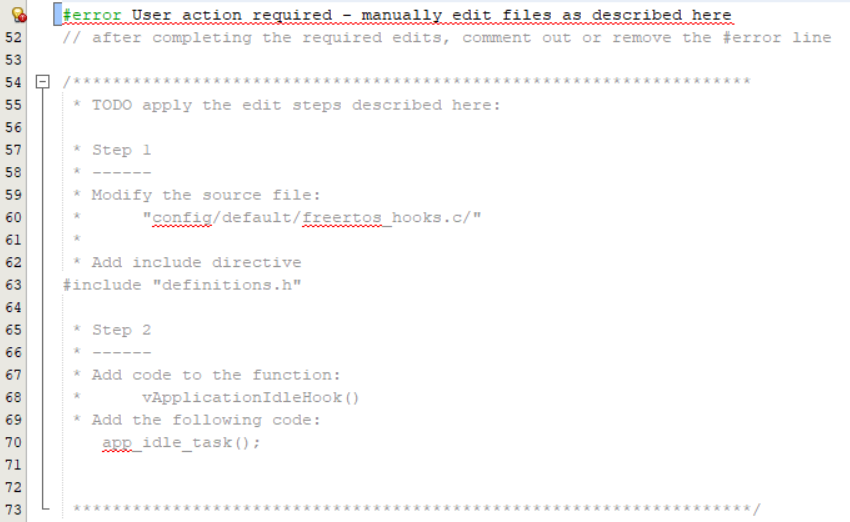 #error User action required - manually edit files as described here
52 // after completing the required edits, comment out or remove the #error line
53
54 /********************************************************************
55 * TODO apply the edit steps described here:
56
57 * Step 1
58 * ------
59 * Modify the source file:
60 * "config/default/freertos_hooks.c/"
61 *
62 * Add include directive
63 #include "definitions.h"
64
65 * Step 2
66 * ------
67 * Add code to the function:
68 * vApplicationIdleHook()
69 * Add the following code:
70 app_idle_task();
71
72
73 ********************************************************************/